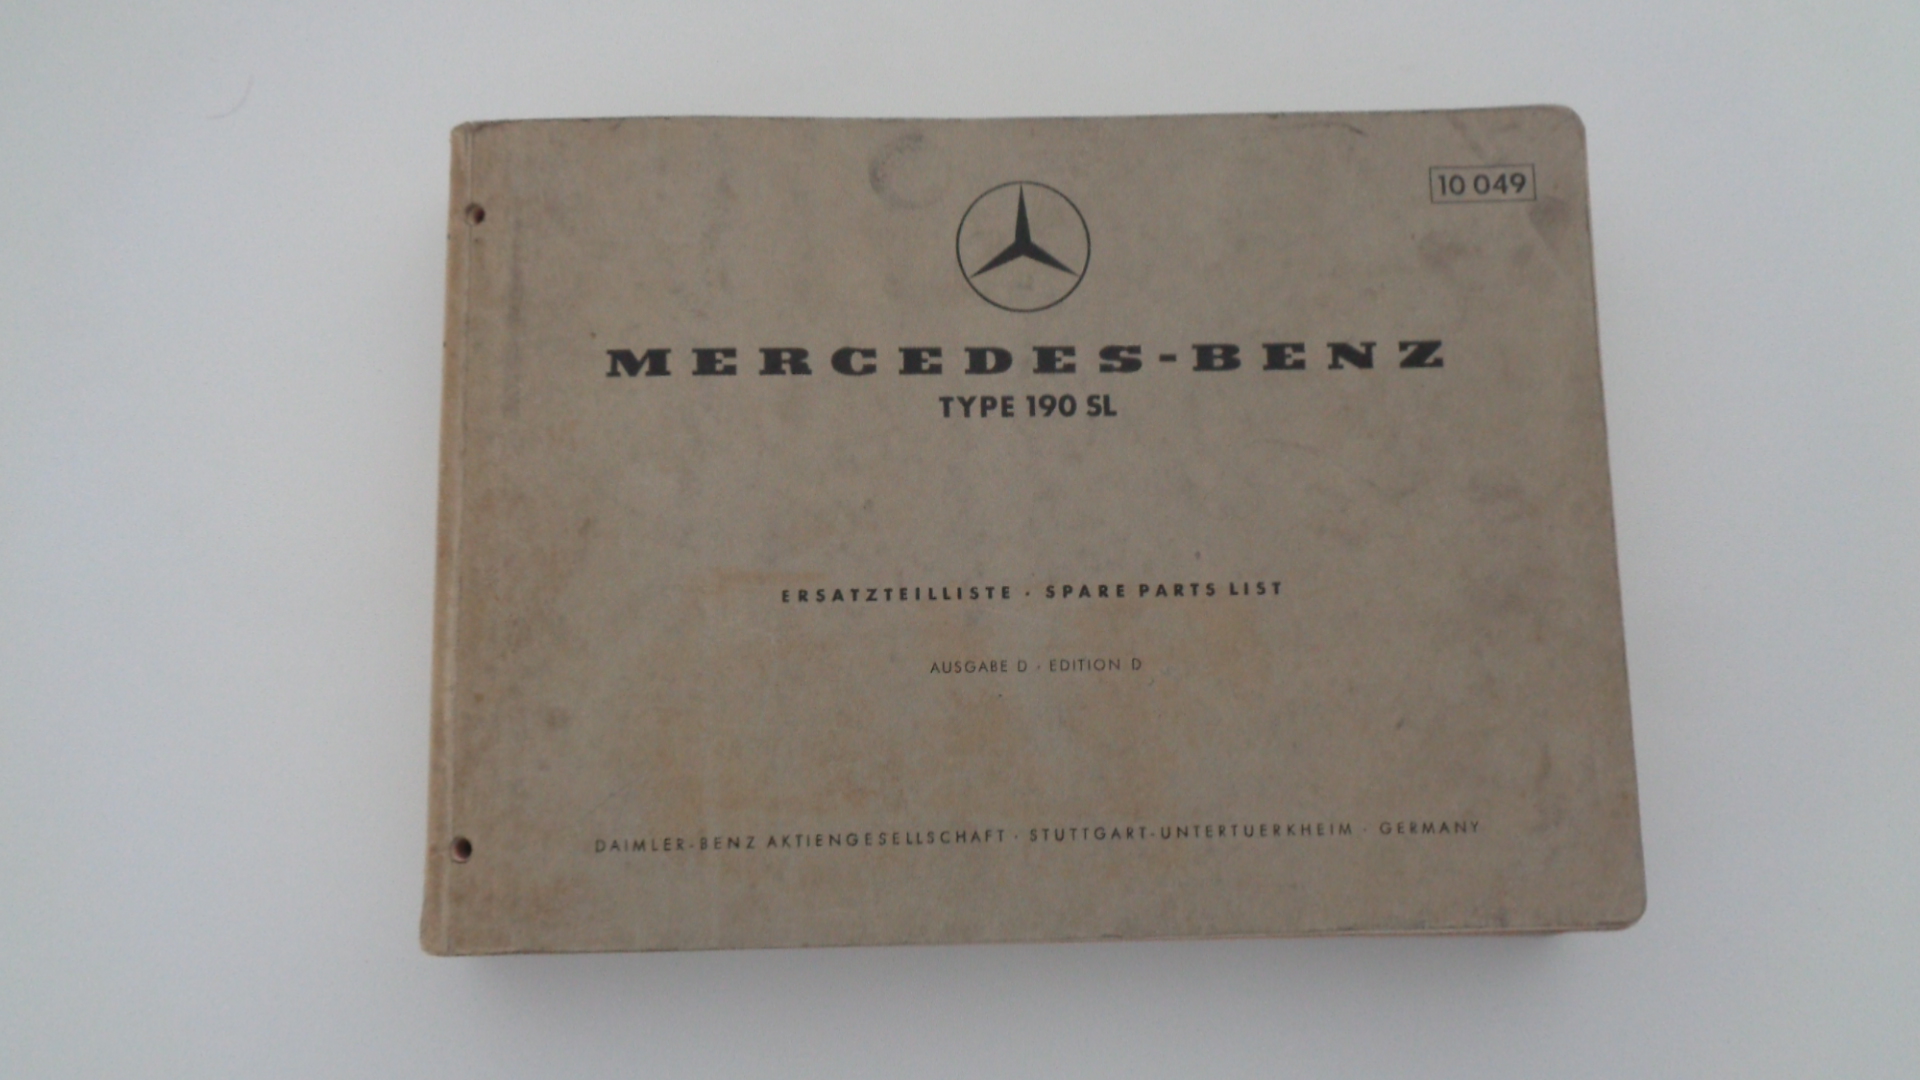 10 049
MERCEDES-BENZ
TYPE 190 SL
ERSATZTEILLISTE · SPARE PARTS LIST
AUSGABE D · EDITION D
DAIMLER-BENZ AKTIENGESELLSCHAFT · STUTTGART-UNTERTUERKHEIM · GERMANY